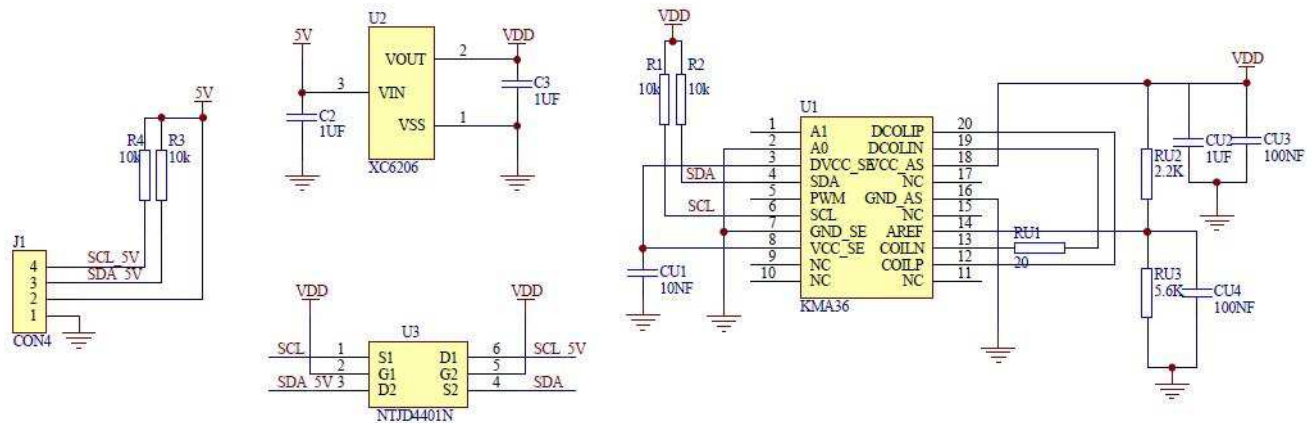 5V
R4
10k
R3
10k
J1
4
3
2
1
SCL_5V
SDA_5V
CON4
U2
5V
VDD
VOUT
2
3
VIN
VSS
1
C2
1UF
C3
1UF
XC6206
VDD
VDD
U3
SCL
1
S1
D1
6
SCL_5V
2
G1
G2
5
SDA_5V
3
D2
S2
4
SDA
NTJD4401N
VDD
R1
10k
R2
10k
U1
1
A1
DCOLIP
20
2
A0
DCOLIN
19
3
DVCC_SE
VCC_AS
18
SDA
4
SDA
NC
17
5
PWM
GND_AS
16
SCL
6
SCL
NC
15
7
GND_SE
AREF
14
8
VCC_SE
COILN
13
9
NC
COILP
12
10
NC
NC
11
KMA36
CU1
10NF
RU1
20
VDD
RU2
2.2K
CU2
1UF
CU3
100NF
RU3
5.6K
CU4
100NF